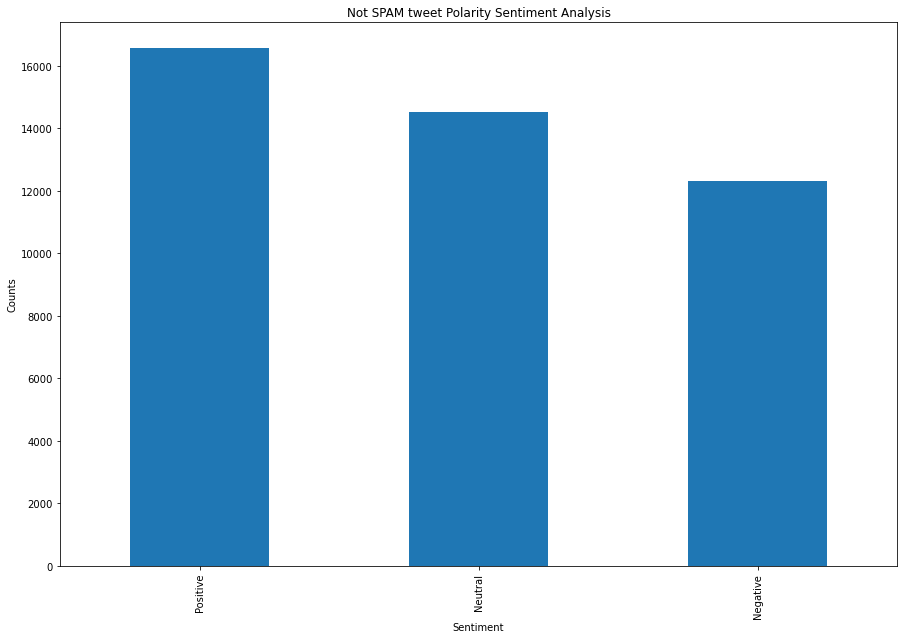 Not SPAM tweet Polarity Sentiment Analysis
16000
14000
12000
10000
8000
6000
4000
2000
0
Counts
Positive
Neutral
Negative
Sentiment